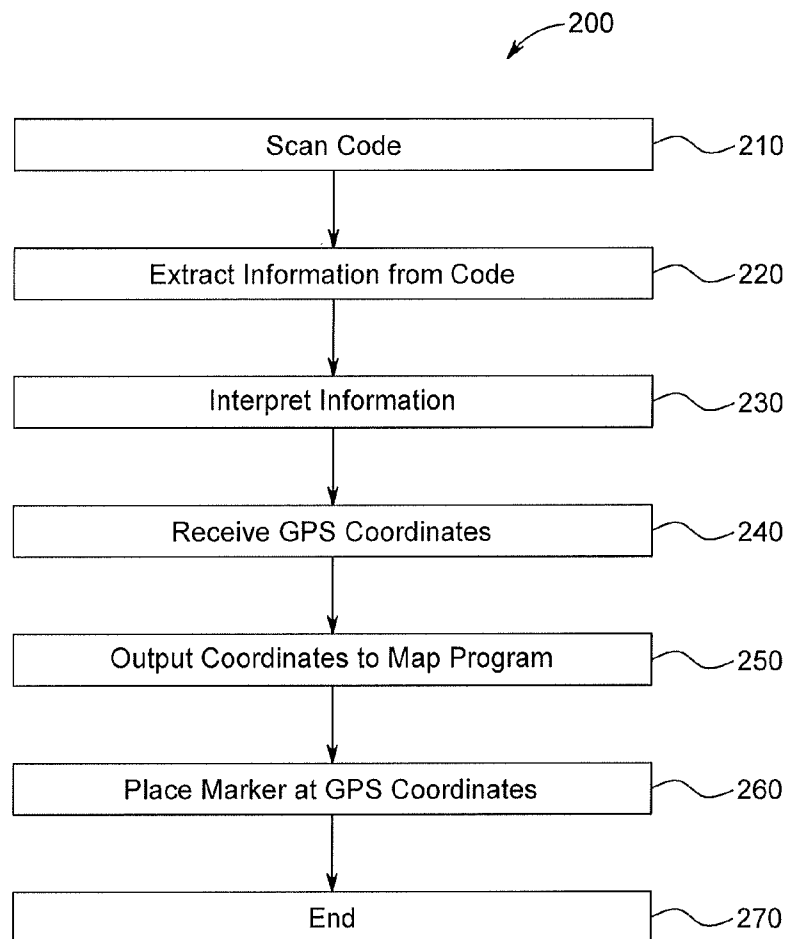 200
Scan Code 210
Extract Information from Code 220
Interpret Information 230
Receive GPS Coordinates 240
Output Coordinates to Map Program 250
Place Marker at GPS Coordinates 260
End 270